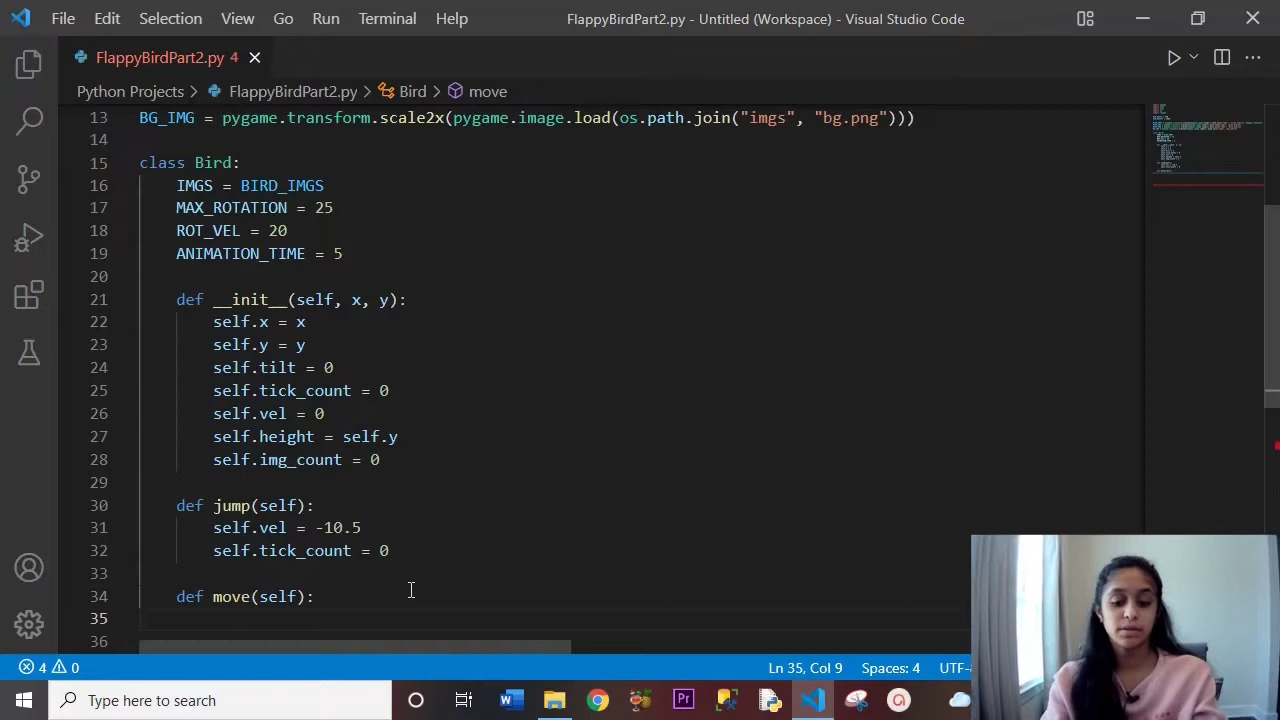 File Edit Selection View Go Run Terminal Help FlappyBirdPart2.py - Untitled (Workspace) - Visual Studio Code
FlappyBirdPart2.py 4
Python Projects > FlappyBirdPart2.py > Bird > move
13 BG_IMG = pygame.transform.scale2x(pygame.image.load(os.path.join("imgs", "bg.png")))
14
15 class Bird:
16 IMGS = BIRD_IMGS
17 MAX_ROTATION = 25
18 ROT_VEL = 20
19 ANIMATION_TIME = 5
20
21 def __init__(self, x, y):
22 self.x = x
23 self.y = y
24 self.tilt = 0
25 self.tick_count = 0
26 self.vel = 0
27 self.height = self.y
28 self.img_count = 0
29
30 def jump(self):
31 self.vel = -10.5
32 self.tick_count = 0
33
34 def move(self):
35
36
4 0 Ln 35, Col 9 Spaces: 4
Type here to search W Pr a